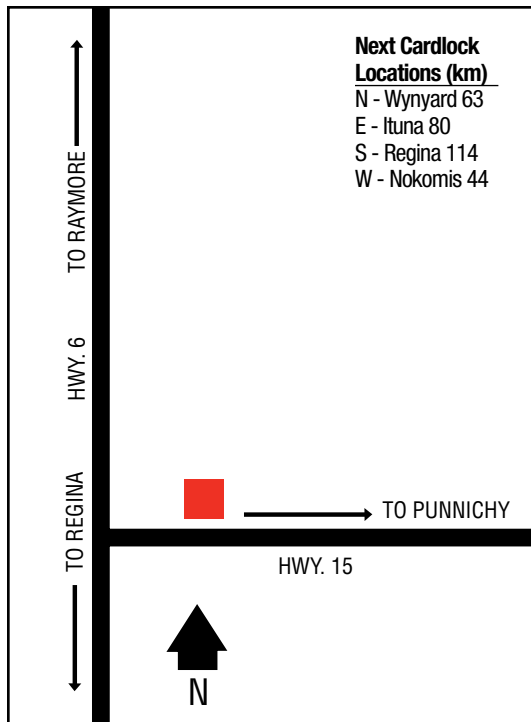 Next Cardlock
Locations (km)
N - Wynyard 63
E - Ituna 80
S - Regina 114
W - Nokomis 44
TO RAYMORE
HWY. 6
TO REGINA
TO PUNNICHY
HWY. 15
N